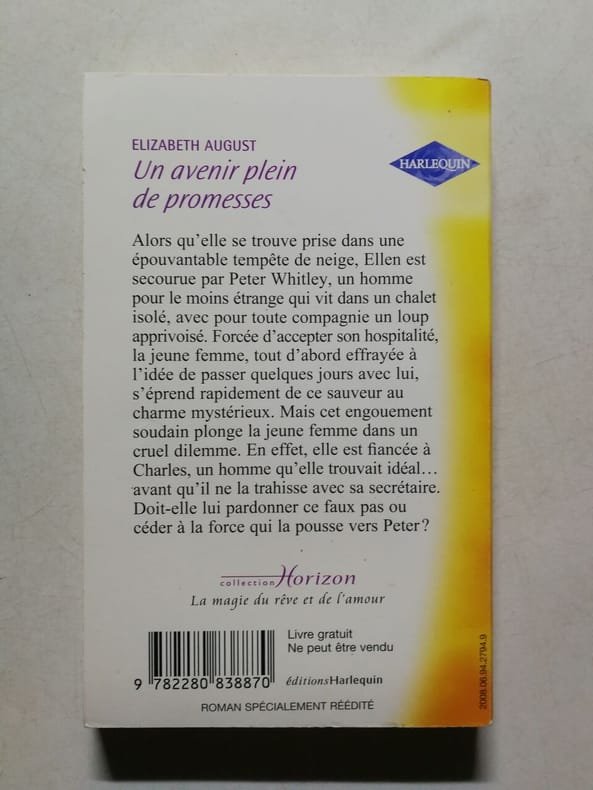 ELIZABETH AUGUST
Un avenir plein
de promesses
HARLEQUIN
Alors qu'elle se trouve prise dans une
épouvantable tempête de neige, Ellen est
secourue par Peter Whitley, un homme
pour le moins étrange qui vit dans un chalet
isolé, avec pour toute compagnie un loup
apprivoisé. Forcée d'accepter son hospitalité,
la jeune femme, tout d'abord effrayée à
l'idée de passer quelques jours avec lui,
s'éprend rapidement de ce sauveur au
charme mystérieux. Mais cet engouement
soudain plonge la jeune femme dans un
cruel dilemme. En effet, elle est fiancée à
Charles, un homme qu'elle trouvait idéal…
avant qu'il ne la trahisse avec sa secrétaire.
Doit-elle lui pardonner ce faux pas ou
céder à la force qui la pousse vers Peter ?
collection Horizon
La magie du rêve et de l'amour
Livre gratuit
Ne peut être vendu
9 782280 838870
éditionsHarlequin
ROMAN SPÉCIALEMENT RÉÉDITÉ
2008.06.94.2794.9